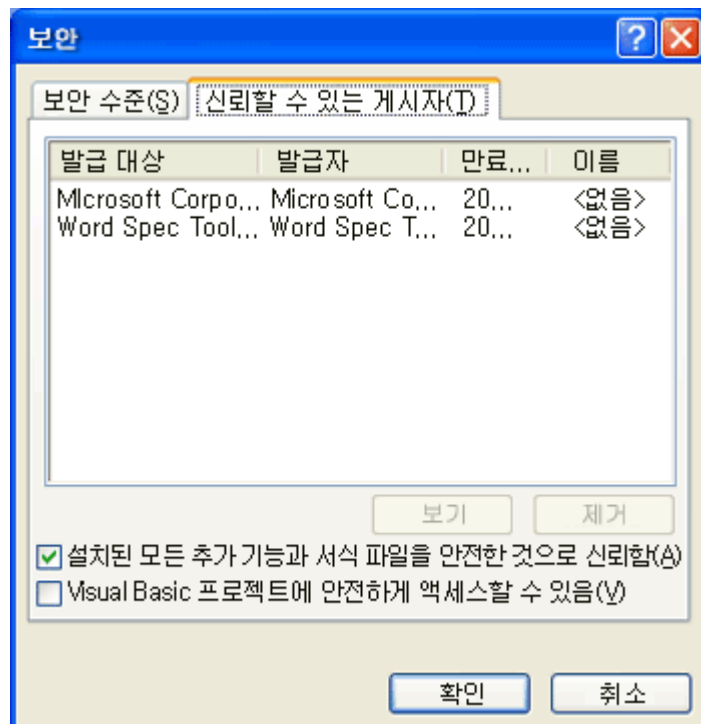 보안
보안 수준(S) 신뢰할 수 있는 게시자(T)
발급 대상 발급자 만료... 이름
MIcrosoft Corpo... Microsoft Co... 20... <없음>
Word Spec Tool... Word Spec T... 20... <없음>
보기 제거
설치된 모든 추가 기능과 서식 파일을 안전한 것으로 신뢰함(A)
Visual Basic 프로젝트에 안전하게 액세스할 수 있음(V)
확인 취소